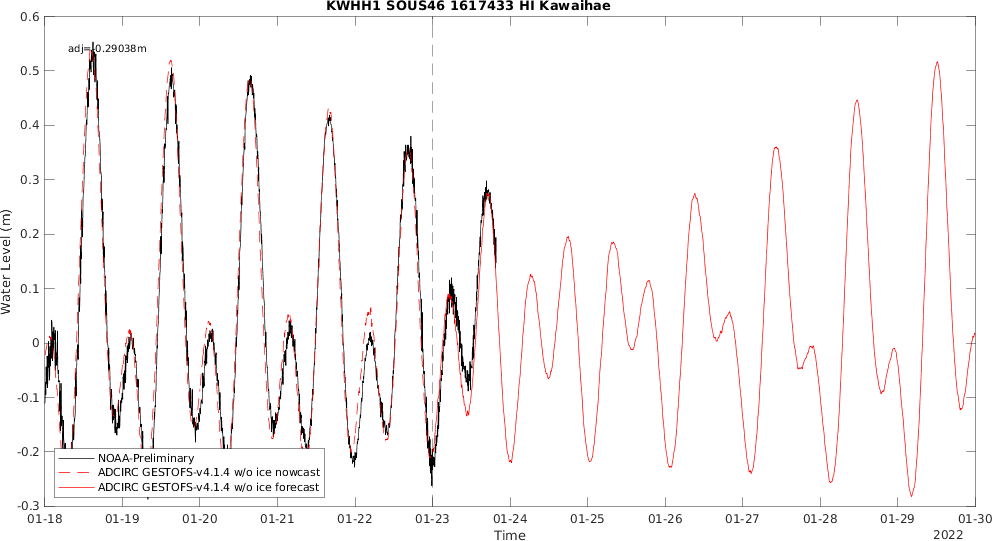 KWHH1 SOUS46 1617433 HI Kawaihae
adj=-0.29038m
Water Level (m)
0.6
0.5
0.4
0.3
0.2
0.1
0
-0.1
-0.2
-0.3
NOAA-Preliminary
ADCIRC GESTOFS-v4.1.4 w/o ice nowcast
ADCIRC GESTOFS-v4.1.4 w/o ice forecast
01-18 01-19 01-20 01-21 01-22 01-23 01-24 01-25 01-26 01-27 01-28 01-29 01-30
Time
2022